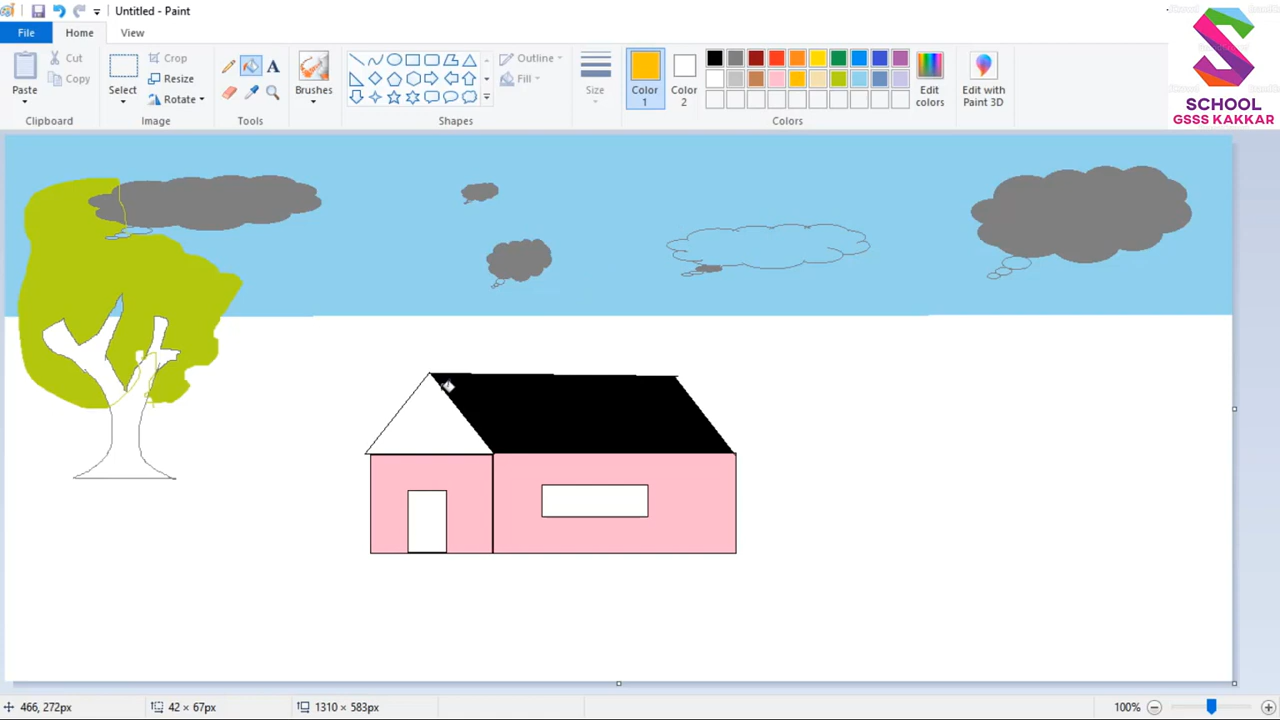 Untitled - Paint
File
Home
View
Paste
Cut
Copy
Clipboard
Select
Crop
Resize
Rotate
Image
A
Tools
Brushes
Outline
Fill
Shapes
Size
Color
1
Color
2
Edit
colors
Colors
Edit with
Paint 3D
SCHOOL
GSSS KAKKAR
466, 272px
42 × 67px
1310 × 583px
100%